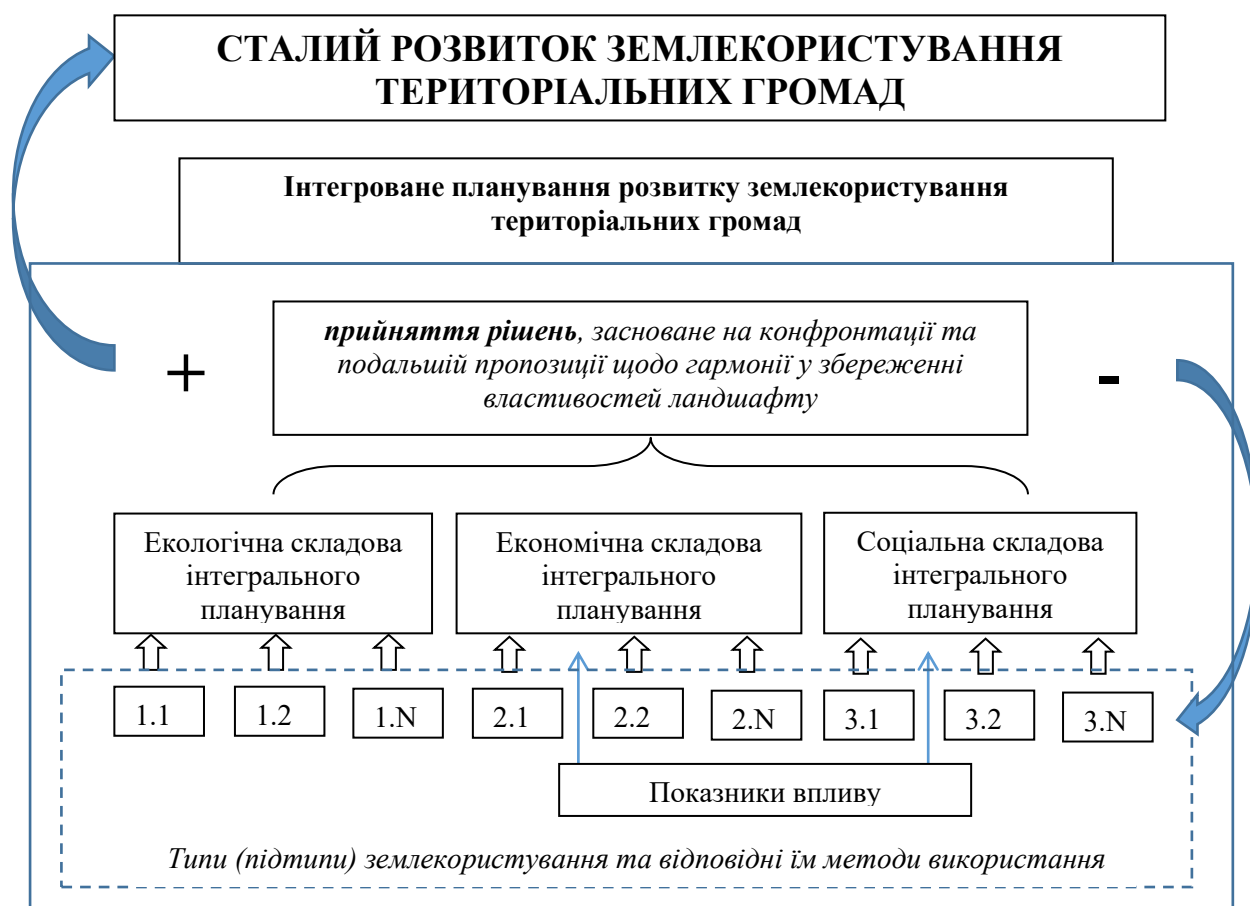 СТАЛИЙ РОЗВИТОК ЗЕМЛЕКОРИСТУВАННЯ
ТЕРИТОРІАЛЬНИХ ГРОМАД
Інтегроване планування розвитку землекористування
територіальних громад
прийняття рішень, засноване на конфронтації та
подальшій пропозиції щодо гармонії у збереженні
властивостей ландшафту
+
-
Екологічна складова
інтегрального
планування
Економічна складова
інтегрального
планування
Соціальна складова
інтегрального
планування
1.1
1.2
1.N
2.1
2.2
2.N
3.1
3.2
3.N
Показники впливу
Типи (підтипи) землекористування та відповідні їм методи використання